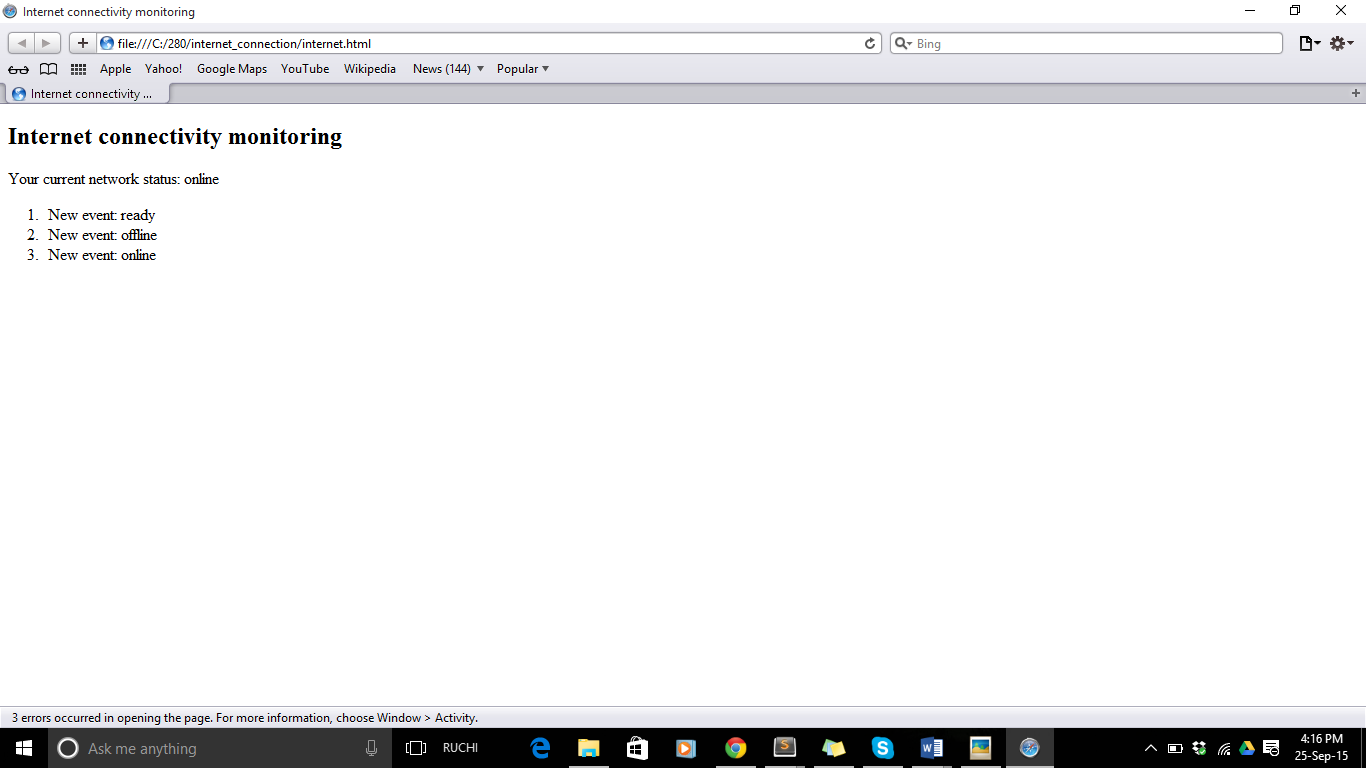 Internet connectivity monitoring
file:///C:/280/internet_connection/internet.html
Bing
Apple Yahoo! Google Maps YouTube Wikipedia News (144) Popular
Internet connectivity ...
Internet connectivity monitoring
Your current network status: online
1. New event: ready
2. New event: offline
3. New event: online
3 errors occurred in opening the page. For more information, choose Window > Activity.
Ask me anything
RUCHI
4:16 PM
25-Sep-15